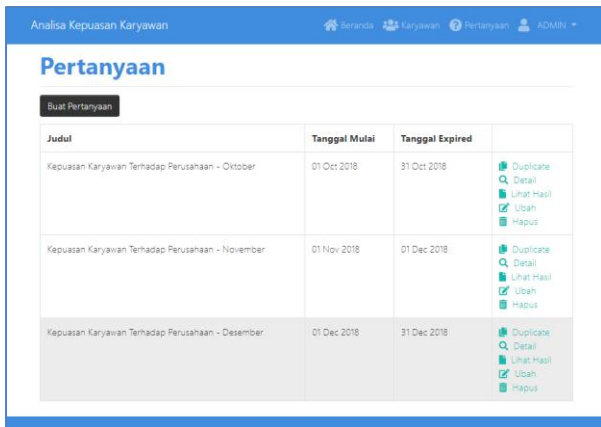 Analisa Kepuasan Karyawan Beranda Karyawan Pertanyaan ADMIN
Pertanyaan
Buat Pertanyaan
Judul Tanggal Mulai Tanggal Expired
Kepuasan Karyawan Terhadap Perusahaan - Oktober 01 Oct 2018 31 Oct 2018 Duplicate
Detail
Lihat Hasil
Ubah
Hapus
Kepuasan Karyawan Terhadap Perusahaan - November 01 Nov 2018 01 Dec 2018 Duplicate
Detail
Lihat Hasil
Ubah
Hapus
Kepuasan Karyawan Terhadap Perusahaan - Desember 01 Dec 2018 31 Dec 2018 Duplicate
Detail
Lihat Hasil
Ubah
Hapus